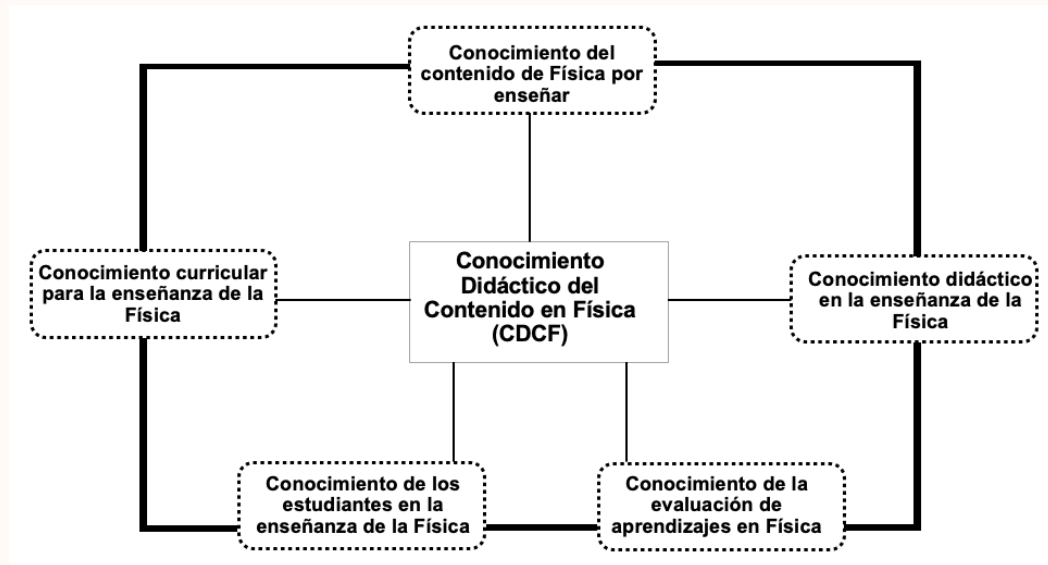 Conocimiento del
contenido de Física por
enseñar
Conocimiento curricular
para la enseñanza de la
Física
Conocimiento
Didáctico del
Contenido en Física
(CDCF)
Conocimiento didáctico
en la enseñanza de la
Física
Conocimiento de los
estudiantes en la
enseñanza de la Física
Conocimiento de la
evaluación de
aprendizajes en Física